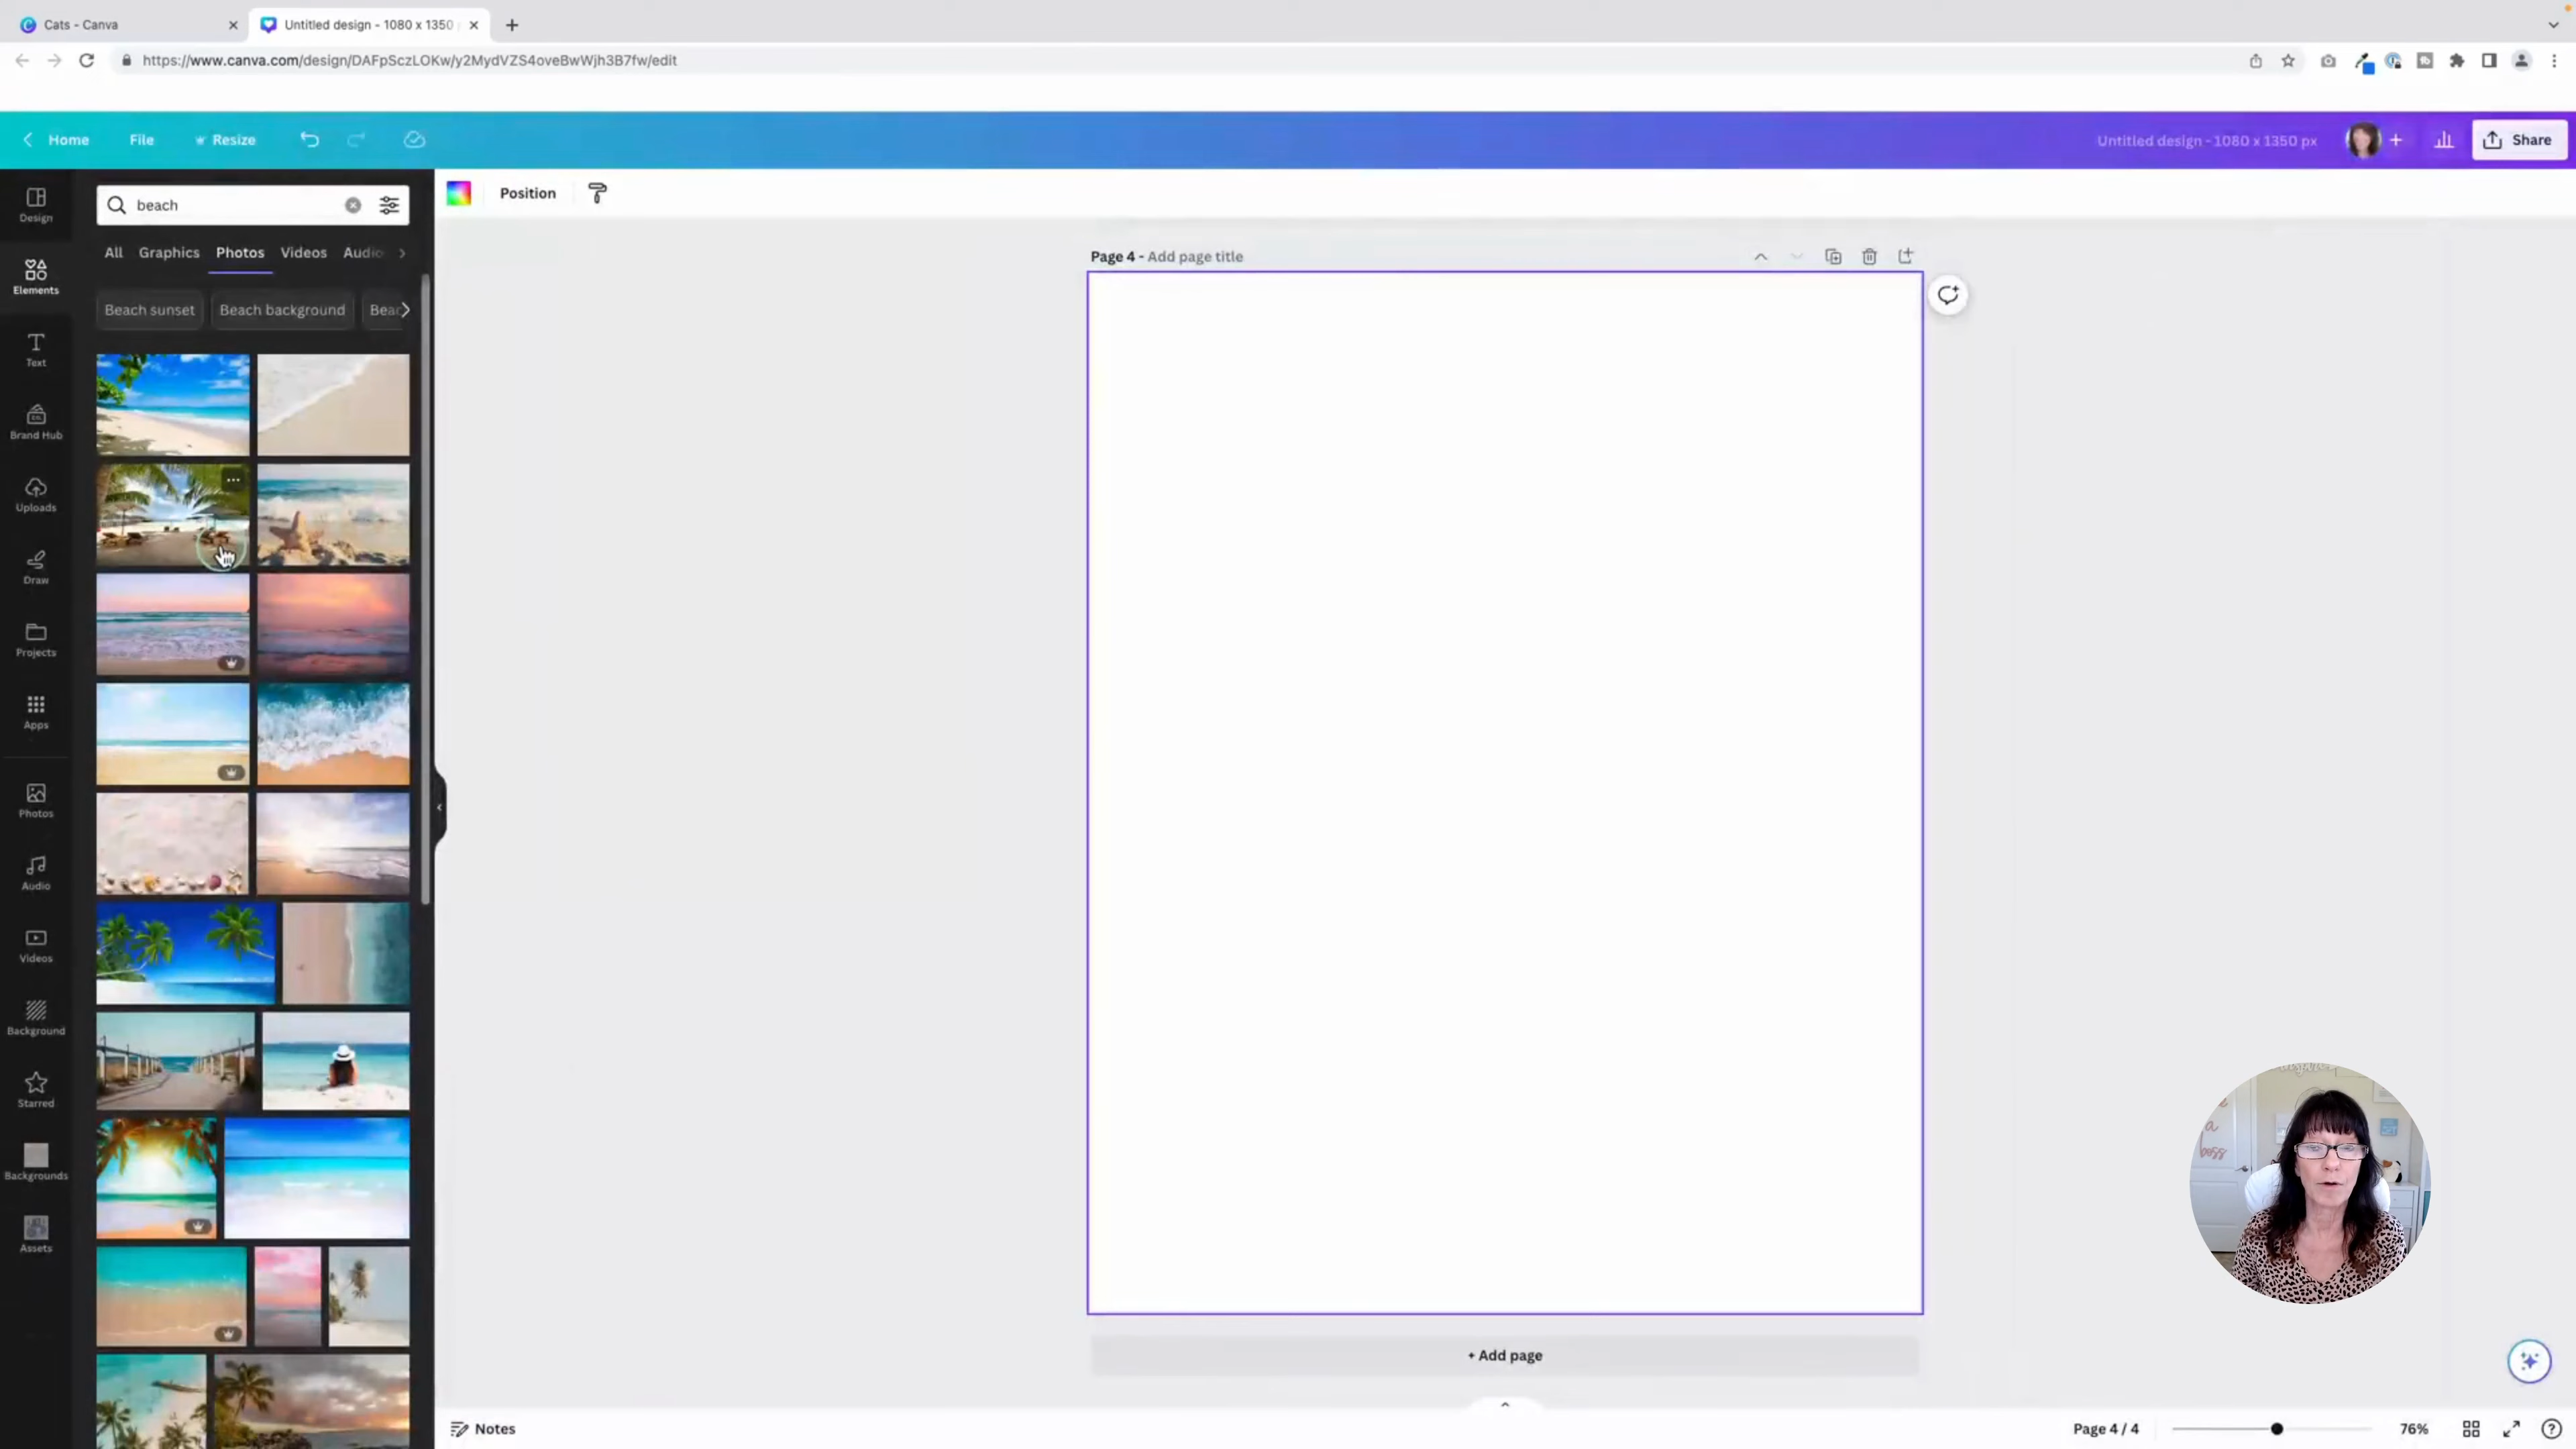 Cats - Canva
Untitled design - 1080 x 1350
https://www.canva.com/design/DAFpSczLOKw/y2MydVZS4oveBwWjh3B7fw/edit
Home File Resize
Untitled design - 1080 x 1350 px
Share
Design
Elements
Text
Brand Hub
Uploads
Draw
Projects
Apps
Photos
Audio
Videos
Background
Starred
Backgrounds
Assets
beach
All Graphics Photos Videos Audio
Beach sunset Beach background Beac
Position
Page 4 - Add page title
+ Add page
a
boss
Notes
Page 4 / 4
76%